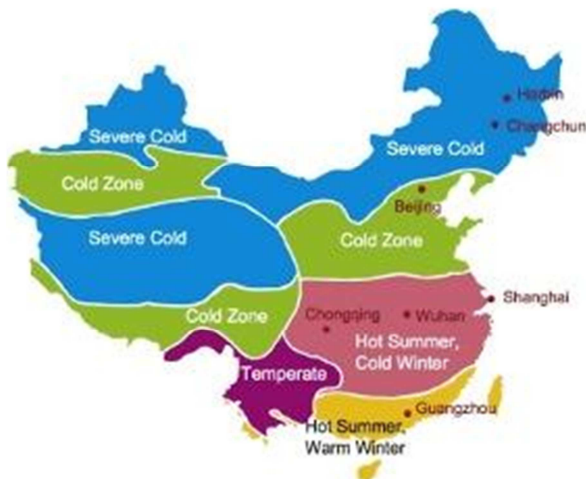 Harbin
Changchun
Severe Cold
Severe Cold
Cold Zone
Beijing
Severe Cold
Cold Zone
Shanghai
Cold Zone
Chongqing
Wuhan
Hot Summer,
Cold Winter
Temperate
Guangzhou
Hot Summer,
Warm Winter